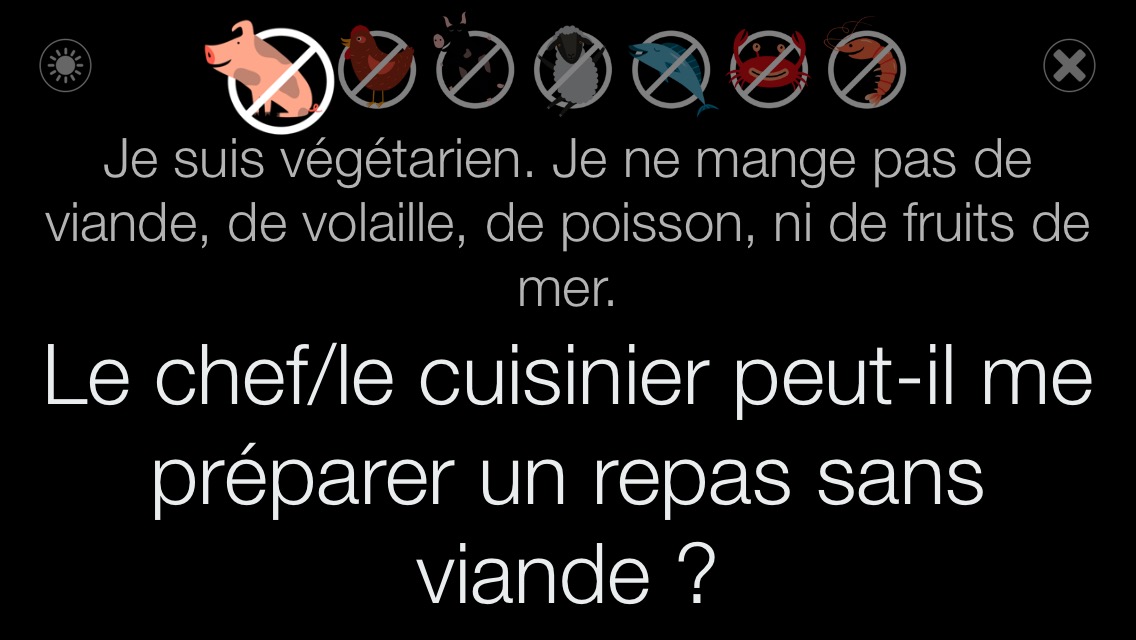 Je suis végétarien. Je ne mange pas de
viande, de volaille, de poisson, ni de fruits de
mer.
Le chef/le cuisinier peut-il me
préparer un repas sans
viande ?